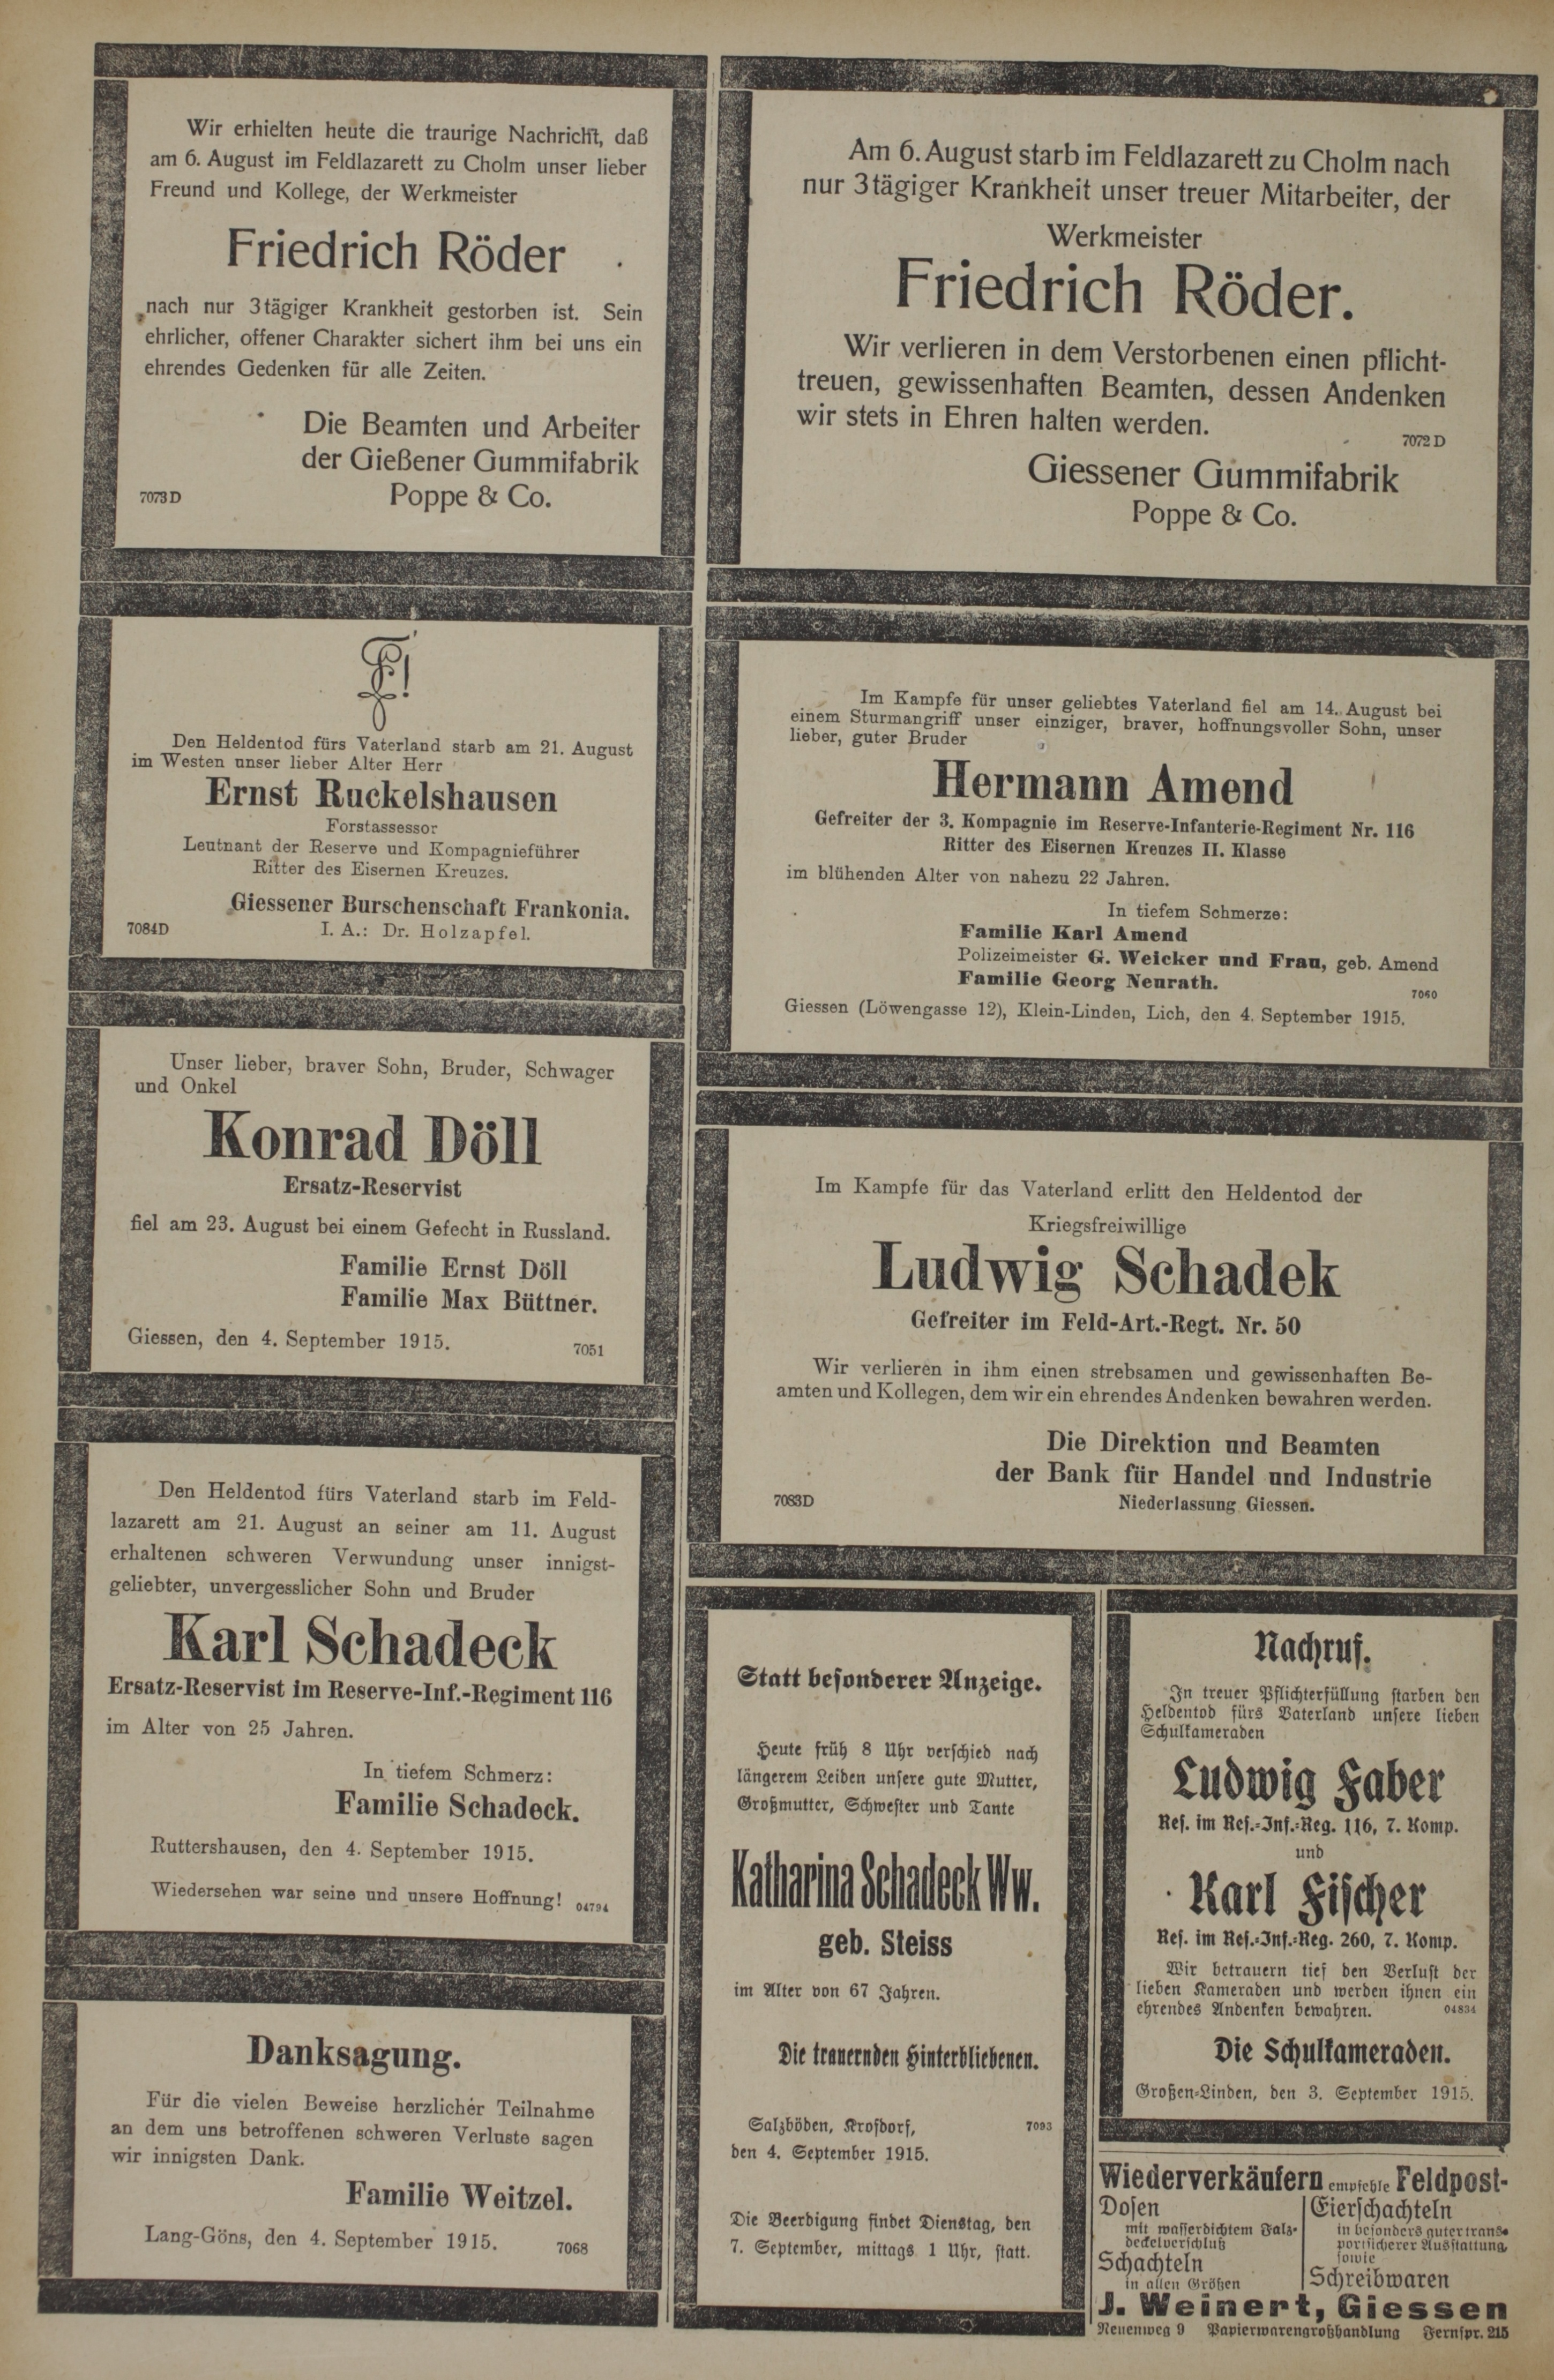 Wir erhielten heute die traurige Nachricht, daß
am 6. August im Feldlazarett zu Cholm unser lieber
Freund und Kollege, der Werkmeister
Friedrich Röder
nach nur 3tägiger Krankheit gestorben ist. Sein
ehrlicher, offener Charakter sichert ihm bei uns ein
ehrendes Gedenken für alle Zeiten.
Die Beamten und Arbeiter
der Gießener Gummifabrik
7073 D Poppe & Co.
Am 6. August starb im Feldlazarett zu Cholm nach
nur 3tägiger Krankheit unser treuer Mitarbeiter, der
Werkmeister
Friedrich Röder.
Wir verlieren in dem Verstorbenen einen pflicht-
treuen, gewissenhaften Beamten, dessen Andenken
wir stets in Ehren halten werden.
7072 D
Giessener Gummifabrik
Poppe & Co.
F!
Den Heldentod fürs Vaterland starb am 21. August
im Westen unser lieber Alter Herr
Ernst Ruckelshausen
Forstassessor
Leutnant der Reserve und Kompagnieführer
Ritter des Eisernen Kreuzes.
Giessener Burschenschaft Frankonia.
7084D I. A.: Dr. Holzapfel.
Im Kampfe für unser geliebtes Vaterland fiel am 14. August bei
einem Sturmangriff unser einziger, braver, hoffnungsvoller Sohn, unser
lieber, guter Bruder
Hermann Amend
Gefreiter der 3. Kompagnie im Reserve-Infanterie-Regiment Nr. 116
Ritter des Eisernen Kreuzes II. Klasse
im blühenden Alter von nahezu 22 Jahren.
In tiefem Schmerze:
Familie Karl Amend
Polizeimeister G. Weicker und Frau, geb. Amend
Familie Georg Neurath.
7060
Giessen (Löwengasse 12), Klein-Linden, Lich, den 4. September 1915.
Unser lieber, braver Sohn, Bruder, Schwager
und Onkel
Konrad Döll
Ersatz-Reservist
fiel am 23. August bei einem Gefecht in Russland.
Familie Ernst Döll
Familie Max Büttner.
Giessen, den 4. September 1915. 7051
Im Kampfe für das Vaterland erlitt den Heldentod der
Kriegsfreiwillige
Ludwig Schadek
Gefreiter im Feld-Art.-Regt. Nr. 50
Wir verlieren in ihm einen strebsamen und gewissenhaften Be-
amten und Kollegen, dem wir ein ehrendes Andenken bewahren werden.
Die Direktion und Beamten
der Bank für Handel und Industrie
7083D Niederlassung Giessen.
Den Heldentod fürs Vaterland starb im Feld-
lazarett am 21. August an seiner am 11. August
erhaltenen schweren Verwundung unser innigst-
geliebter, unvergesslicher Sohn und Bruder
Karl Schadeck
Ersatz-Reservist im Reserve-Inf.-Regiment 116
im Alter von 25 Jahren.
In tiefem Schmerz:
Familie Schadeck.
Ruttershausen, den 4. September 1915.
Wiedersehen war seine und unsere Hoffnung! 04794
Danksagung.
Für die vielen Beweise herzlicher Teilnahme
an dem uns betroffenen schweren Verluste sagen
wir innigsten Dank.
Familie Weitzel.
Lang-Göns, den 4. September 1915. 7068
Statt besonderer Anzeige.
Heute früh 8 Uhr verschied nach
längerem Leiden unsere gute Mutter,
Großmutter, Schwester und Tante
Katharina Schadeck Ww.
geb. Steiss
im Alter von 67 Jahren.
Die trauernden Hinterbliebenen.
Salzböden, Krofdorf, 7093
den 4. September 1915.
Die Beerdigung findet Dienstag, den
7. September, mittags 1 Uhr, statt.
Nachruf.
In treuer Pflichterfüllung starben den
Heldentod fürs Vaterland unsere lieben
Schulkameraden
Ludwig Faber
Res. im Res.-Inf.-Reg. 116, 7. Komp.
und
Karl Fischer
Res. im Res.-Inf.-Reg. 260, 7. Komp.
Wir betrauern tief den Verlust der
lieben Kameraden und werden ihnen ein
ehrendes Andenken bewahren. 04834
Die Schulkameraden.
Großen-Linden, den 3. September 1915.
Wiederverkäufern empfehle Feldpost-
Dosen
mit wasserdichtem Falz-
deckelverschluß
Schachteln
in allen Größen
Eierschachteln
in besonders guter trans-
portsicherer Ausstattung,
sowie
Schreibwaren
J. Weinert, Giessen
Neuenweg 9 Papierwarengroßhandlung Fernspr. 215